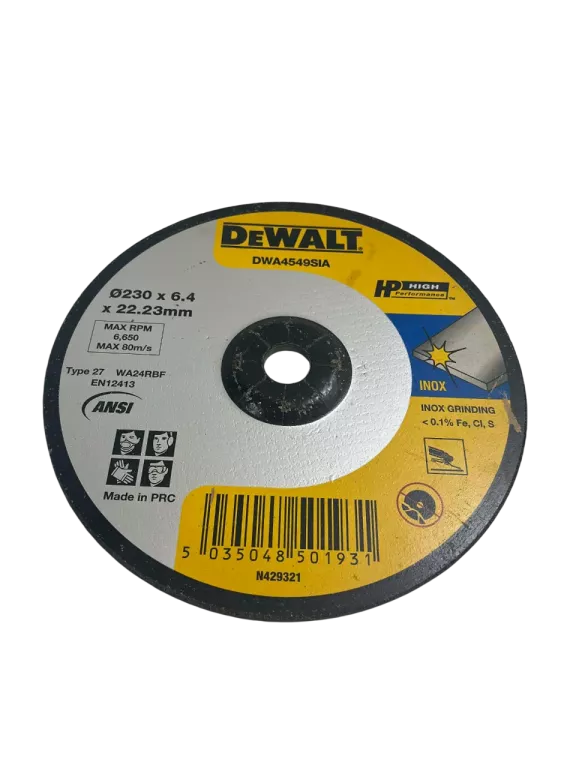 DEWALT
DWA4549SIA
Ø230 x 6.4
x 22.23mm
MAX RPM
6,650
MAX 80m/s
Type 27 WA24RBF
EN12413
ANSI
Made in PRC
HP HIGH
Performance™
INOX
INOX GRINDING
< 0.1% Fe, Cl, S
5 035048 501931
N429321